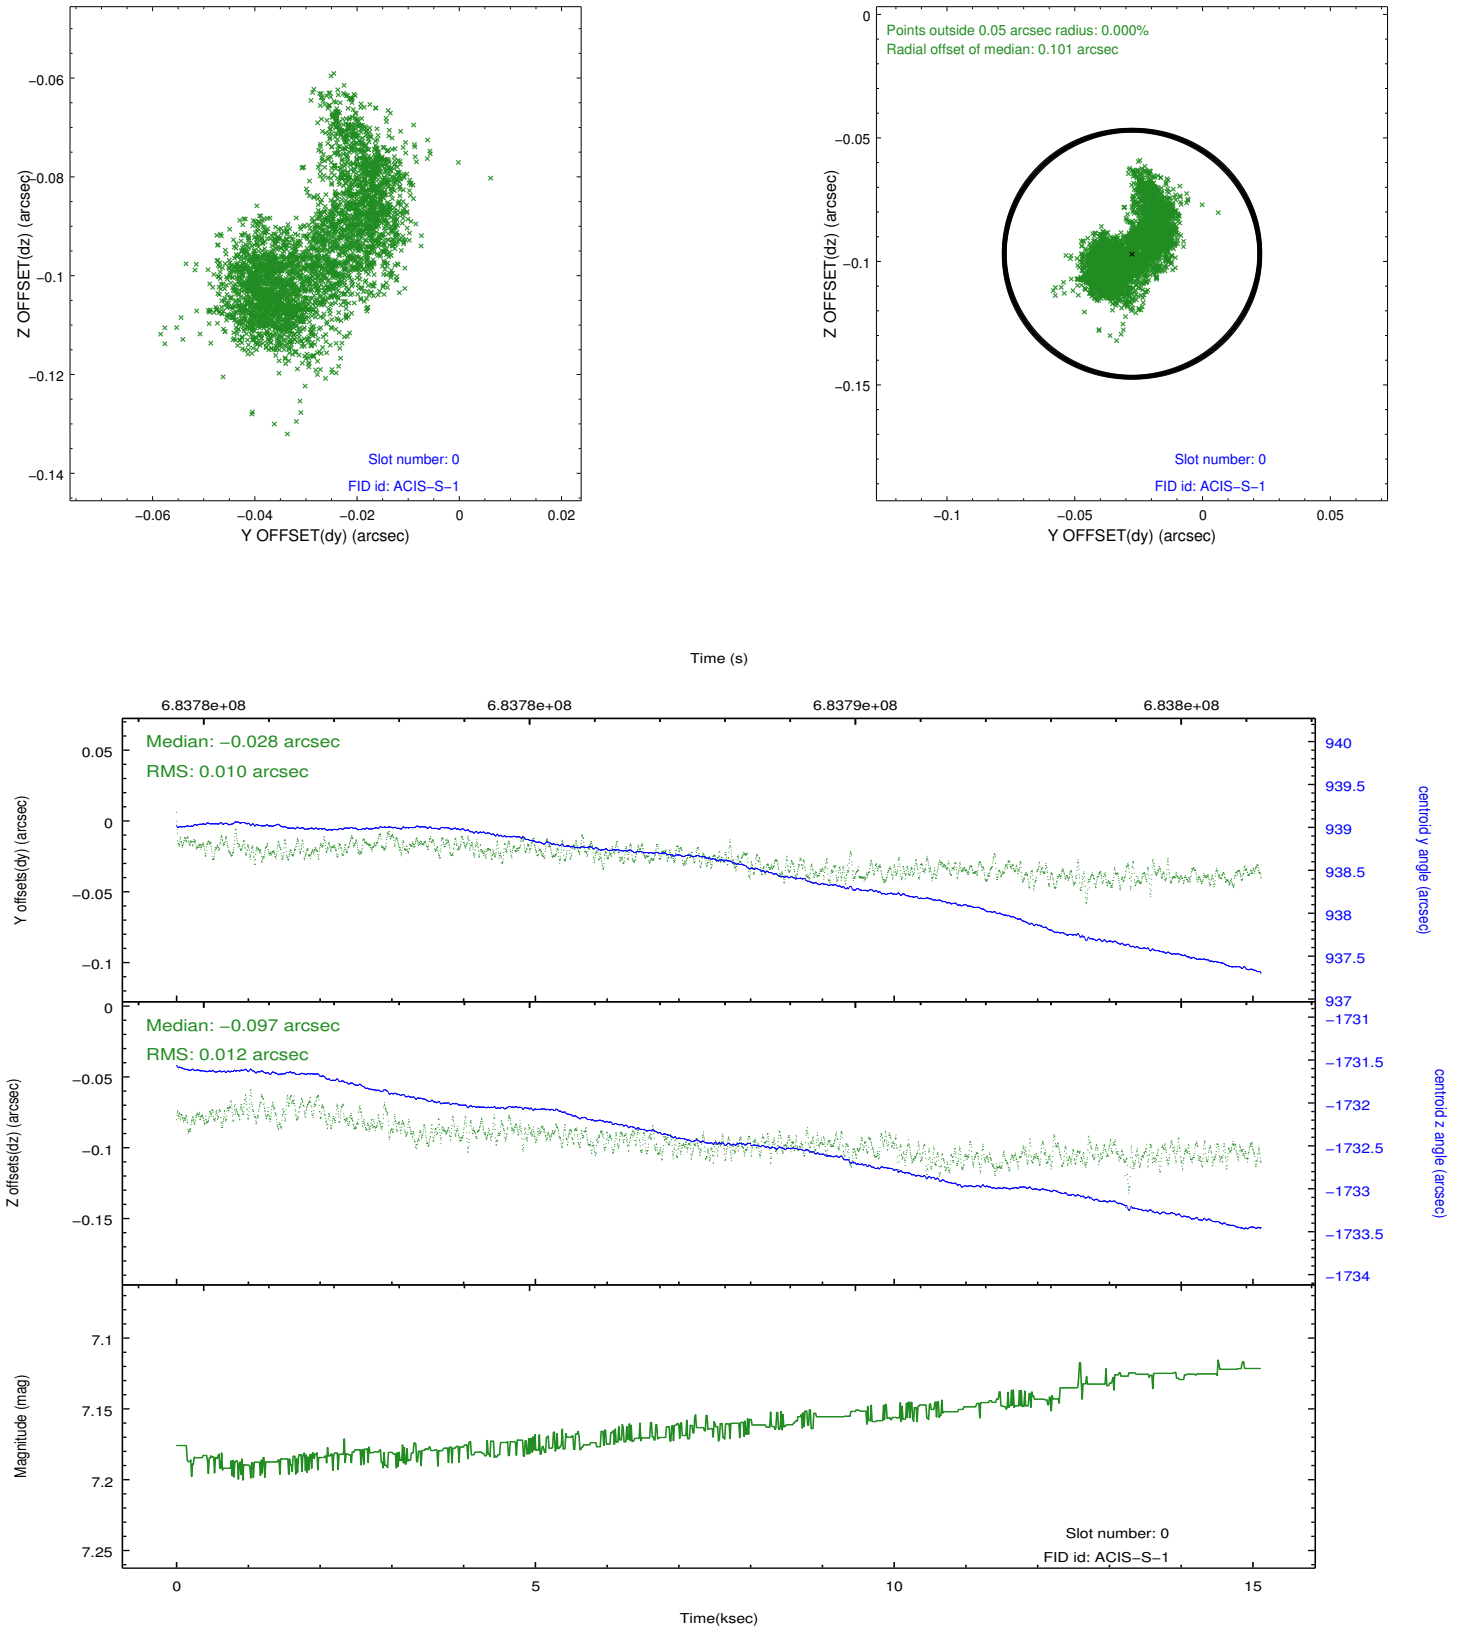 −0.06
−0.08
−0.1
−0.12
−0.14
Z OFFSET(dz) (arcsec)
Slot number: 0
FID id: ACIS−S−1
−0.06
−0.04
−0.02
0
0.02
Y OFFSET(dy) (arcsec)
0
−0.05
−0.1
−0.15
Z OFFSET(dz) (arcsec)
Points outside 0.05 arcsec radius: 0.000%
Radial offset of median: 0.101 arcsec
Slot number: 0
FID id: ACIS−S−1
−0.1
−0.05
0
0.05
Y OFFSET(dy) (arcsec)
Time (s)
6.8378e+08
6.8378e+08
6.8379e+08
6.838e+08
Median: −0.028 arcsec
RMS: 0.010 arcsec
0.05
0
−0.05
−0.1
Y offsets(dy) (arcsec)
940
939.5
939
938.5
938
937.5
937
centroid y angle (arcsec)
Median: −0.097 arcsec
RMS: 0.012 arcsec
0
−0.05
−0.1
−0.15
Z offsets(dz) (arcsec)
−1731
−1731.5
−1732
−1732.5
−1733
−1733.5
−1734
centroid z angle (arcsec)
7.1
7.15
7.2
7.25
Magnitude (mag)
Slot number: 0
FID id: ACIS−S−1
0
5
10
15
Time(ksec)